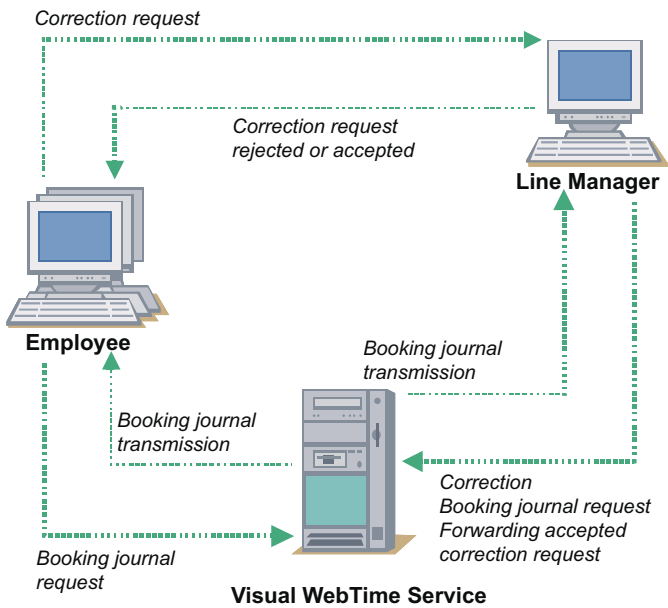 Correction request
Correction request
rejected or accepted
Line Manager
Employee
Booking journal
transmission
Booking journal
transmission
Correction
Booking journal request
Forwarding accepted
correction request
Booking journal
request
Visual WebTime Service